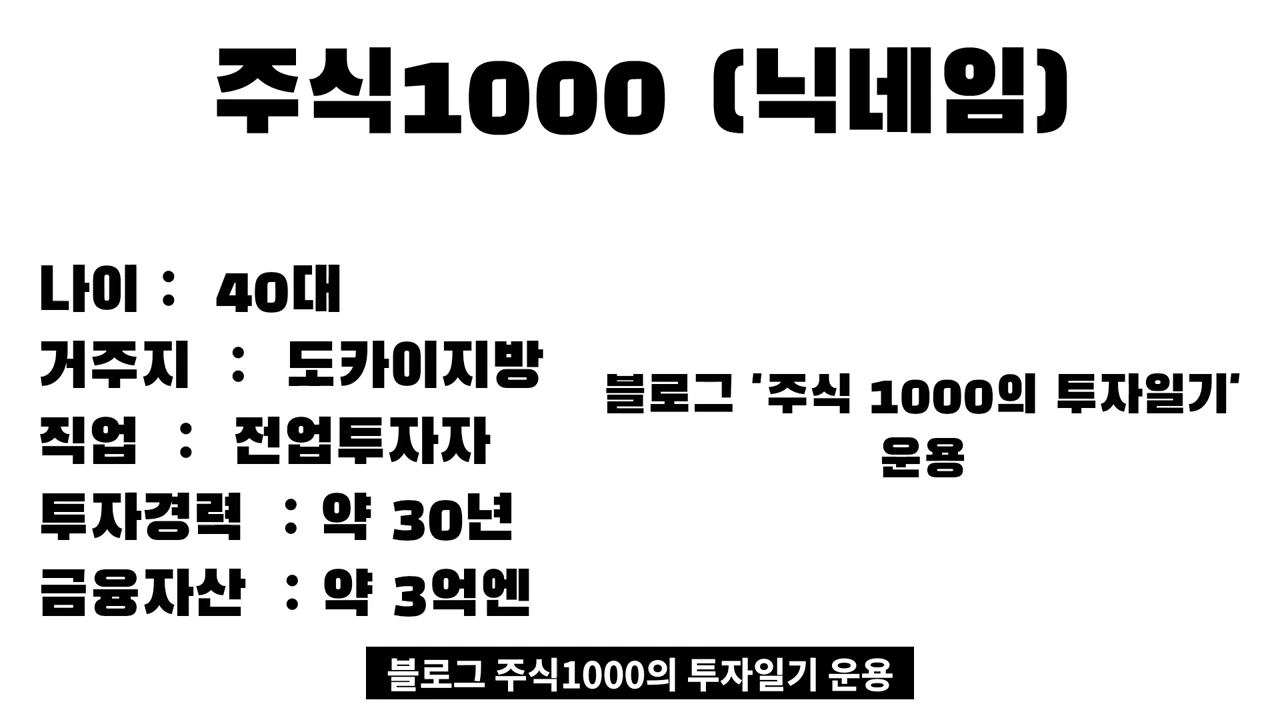 주식1000 (닉네임)
나이 : 40대
거주지 : 도카이지방
직업 : 전업투자자
투자경력 : 약 30년
금융자산 : 약 3억엔
블로그 '주식 1000의 투자일기'
운용
블로그 주식1000의 투자일기 운용